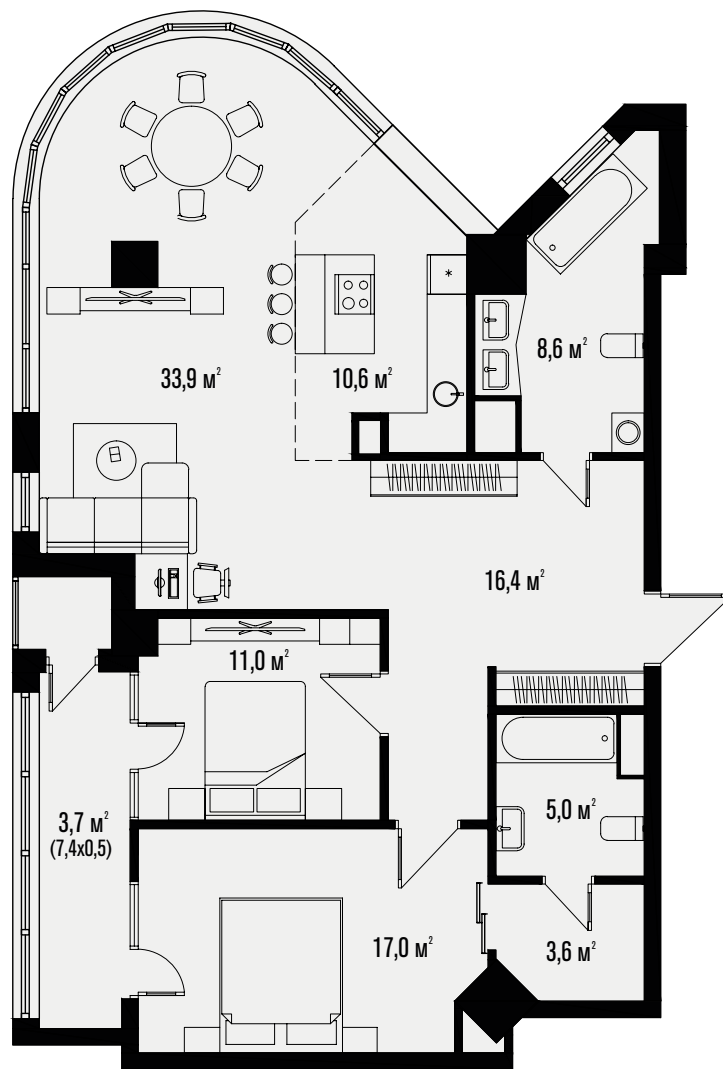 8,6 м²
33,9 м²
10,6 м²
*
16,4 м²
11,0 м²
3,7 м²
(7,4x0,5)
5,0 м²
17,0 м²
3,6 м²